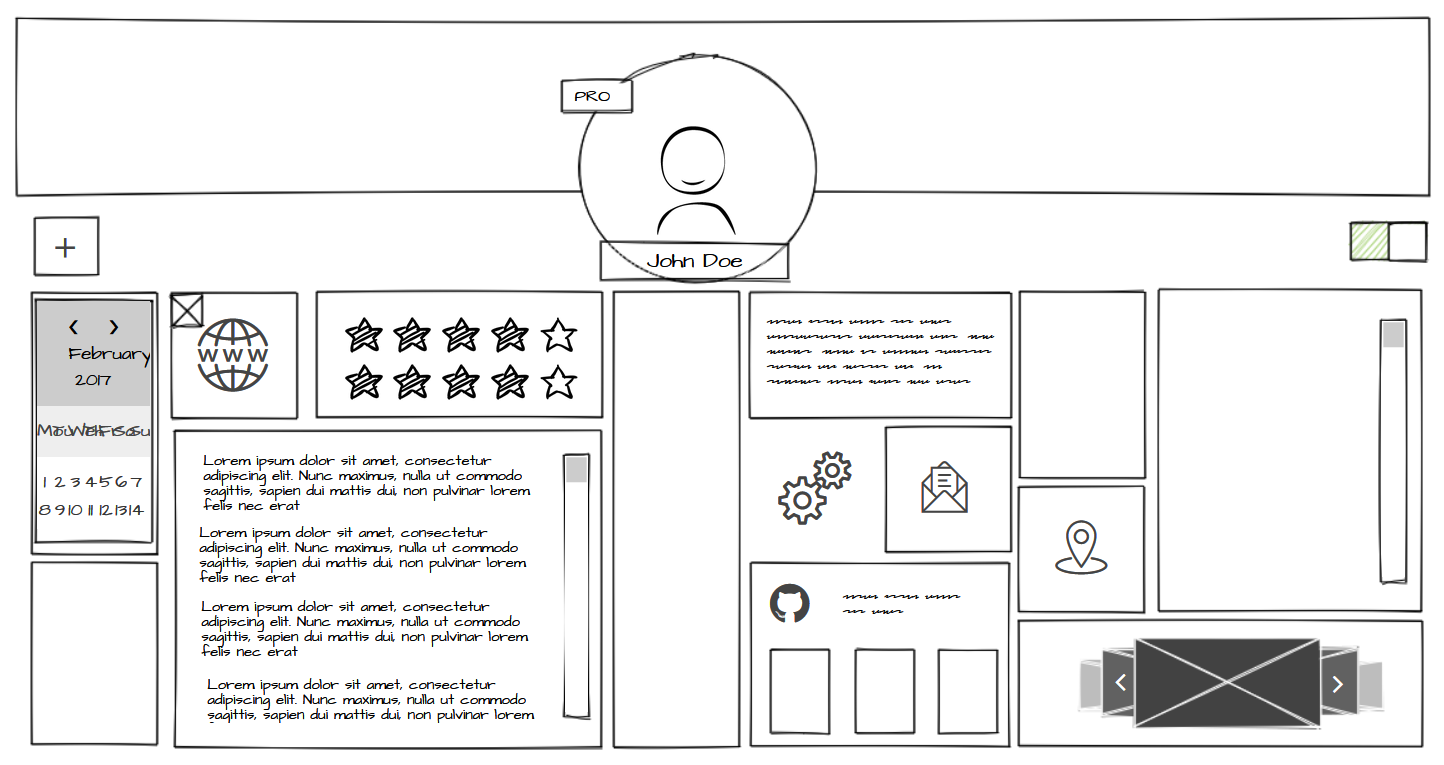 PRO
John Doe
+
February
2017
1 2 3 4 5 6 7
8 9 10 11 12 13 14
WWW
Lorem ipsum dolor sit amet, consectetur
adipiscing elit. Nunc maximus, nulla ut commodo
sagittis, sapien dui mattis dui, non pulvinar lorem
felis nec erat
Lorem ipsum dolor sit amet, consectetur
adipiscing elit. Nunc maximus, nulla ut commodo
sagittis, sapien dui mattis dui, non pulvinar lorem
felis nec erat
Lorem ipsum dolor sit amet, consectetur
adipiscing elit. Nunc maximus, nulla ut commodo
sagittis, sapien dui mattis dui, non pulvinar lorem
felis nec erat
Lorem ipsum dolor sit amet, consectetur
adipiscing elit. Nunc maximus, nulla ut commodo
sagittis, sapien dui mattis dui, non pulvinar lorem